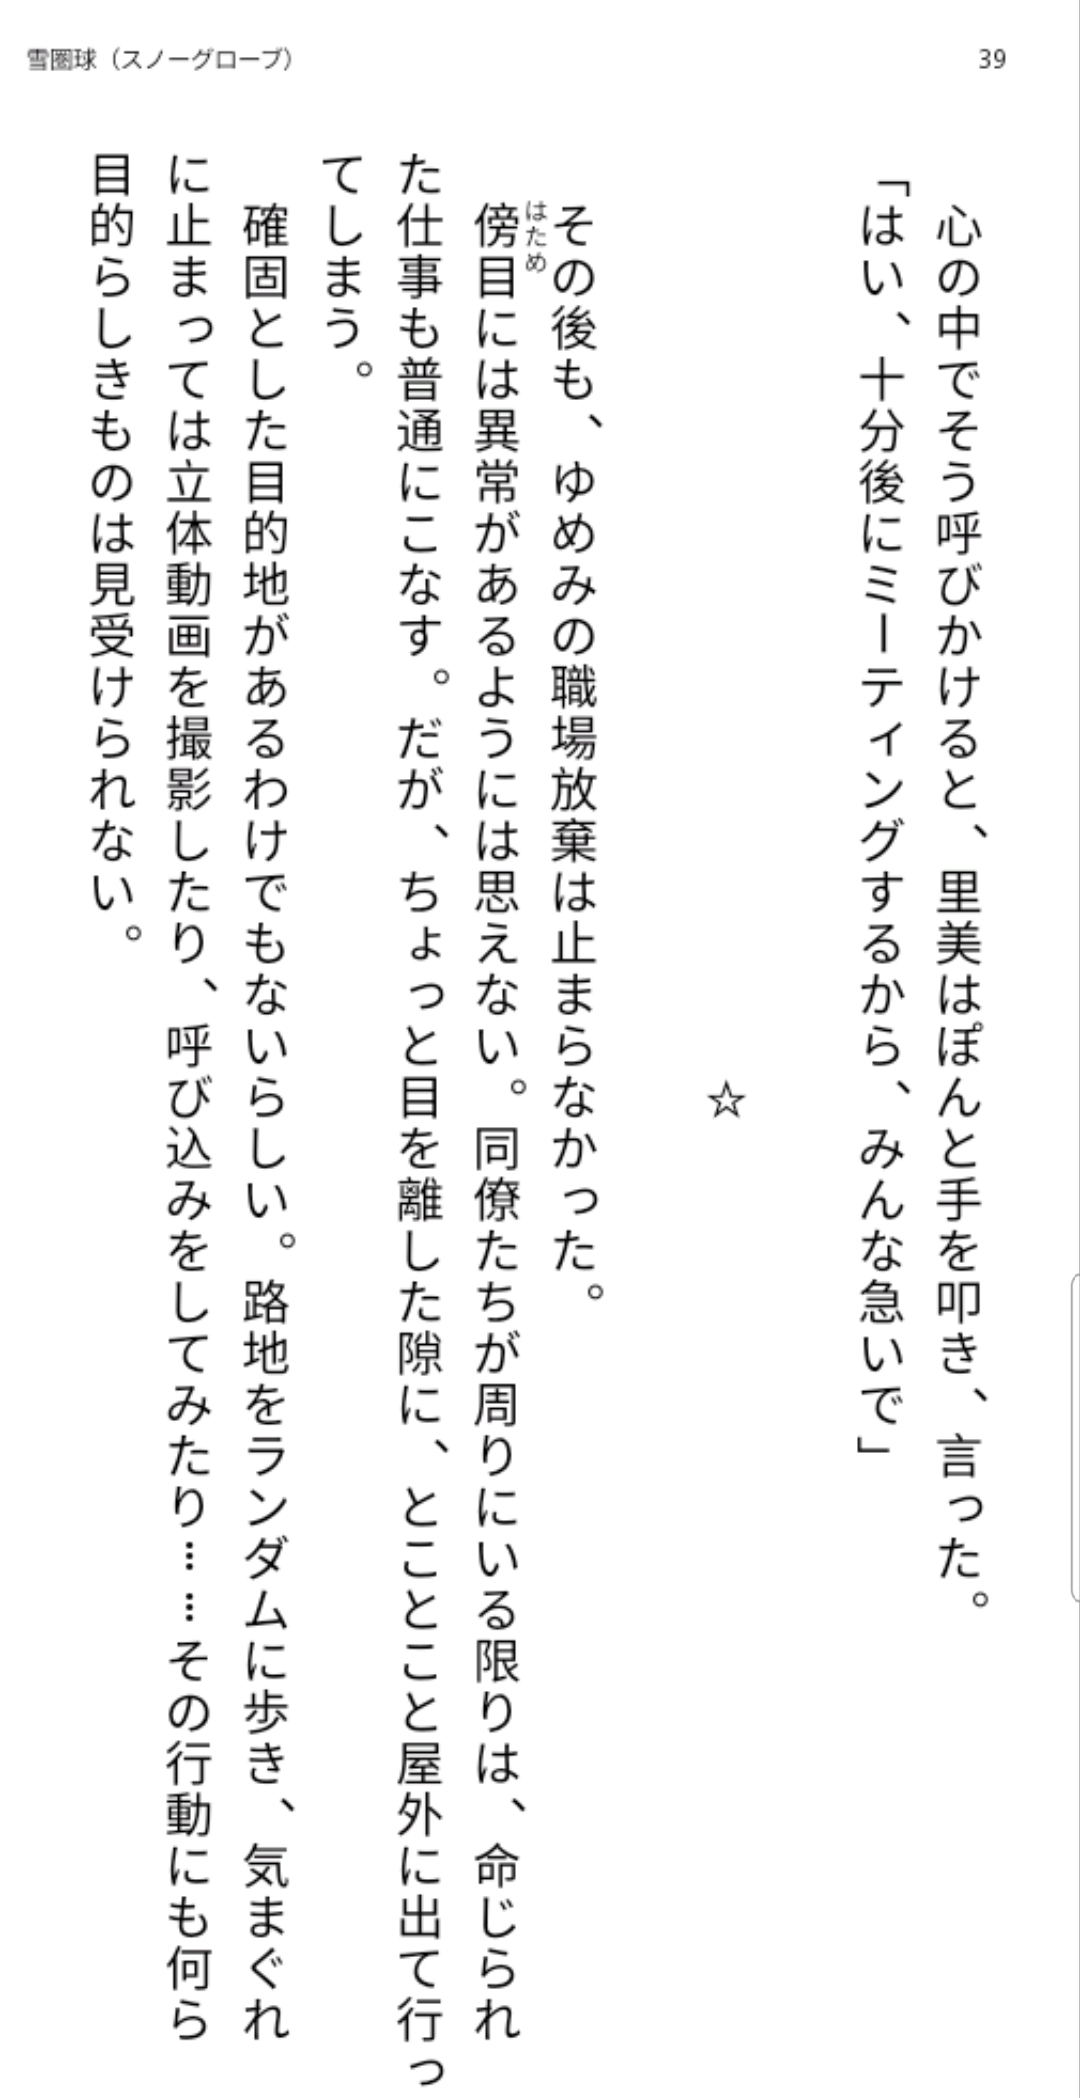 雪圏球（スノーグローブ）
39
　心の中でそう呼びかけると、里美はぽんと手を叩き、言った。
「はい、十分後にミーティングするから、みんな急いで」
☆
　その後も、ゆめみの職場放棄は止まらなかった。
はため
　傍目には異常があるようには思えない。同僚たちが周りにいる限りは、命じられ
た仕事も普通にこなす。だが、ちょっと目を離した隙に、とことこと屋外に出て行っ
てしまう。
　確固とした目的地があるわけでもないらしい。路地をランダムに歩き、気まぐれ
に止まっては立体動画を撮影したり、呼び込みをしてみたり……その行動にも何ら
目的らしきものは見受けられない。